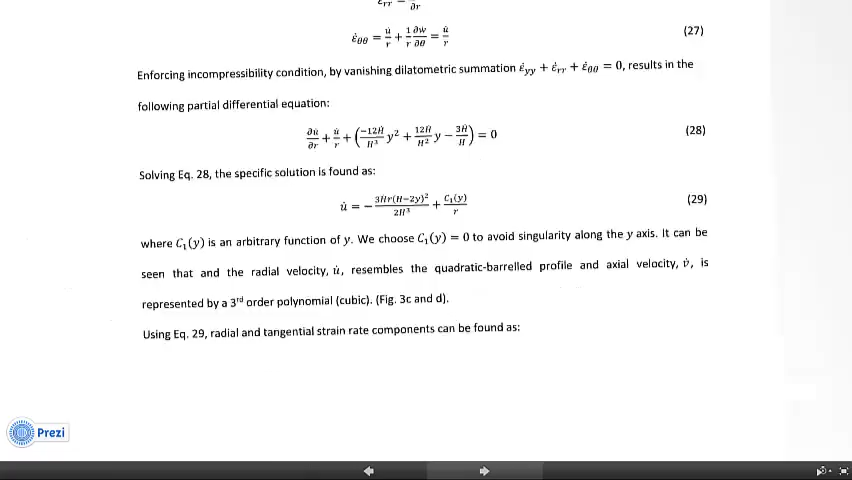 ε̇rr = ∂r
ε̇θθ = u̇/r + 1/r ∂ẇ/∂θ = u̇/r (27)
Enforcing incompressibility condition, by vanishing dilatometric summation ε̇yy + ε̇rr + ε̇θθ = 0, results in the
following partial differential equation:
∂u̇/∂r + u̇/r + (−12Ḣ/H³ y² + 12Ḣ/H² y − 3Ḣ/H) = 0 (28)
Solving Eq. 28, the specific solution is found as:
u̇ = − 3Ḣr(H−2y)²/2H³ + C₁(y)/r (29)
where C₁(y) is an arbitrary function of y. We choose C₁(y) = 0 to avoid singularity along the y axis. It can be
seen that and the radial velocity, u̇, resembles the quadratic-barrelled profile and axial velocity, v̇, is
represented by a 3rd order polynomial (cubic). (Fig. 3c and d).
Using Eq. 29, radial and tangential strain rate components can be found as:
Prezi